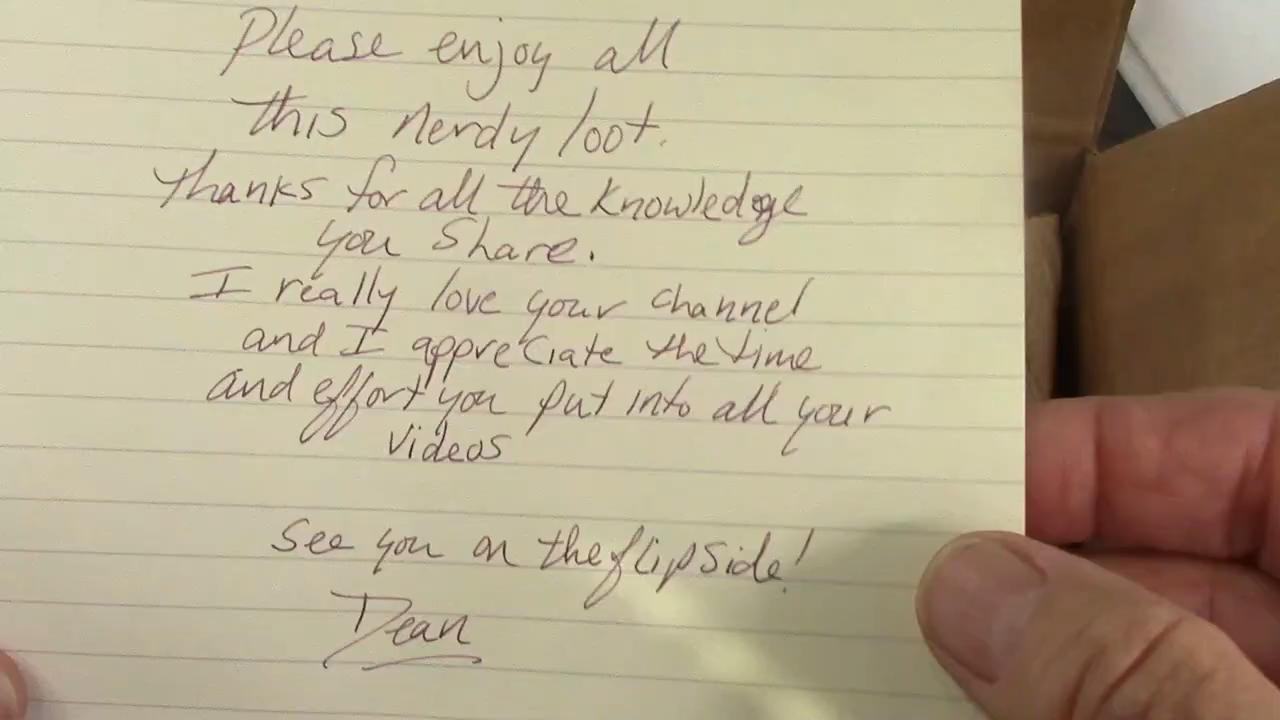 Please enjoy all
this nerdy loot.
Thanks for all the knowledge
you share.
I really love your channel
and I appreciate the time
and effort you put into all your
videos
See you on the flipside!
Dean